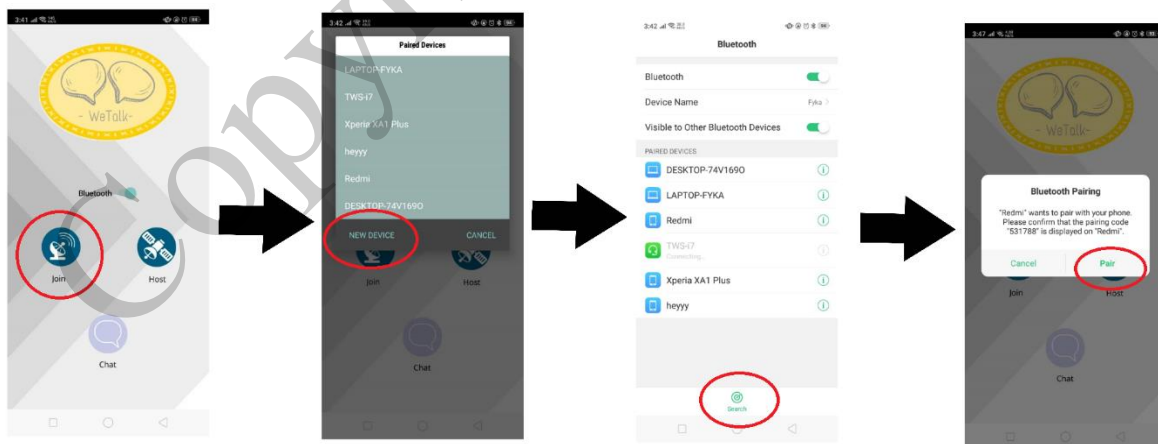 3:41
- WeTalk-
Bluetooth
Join
Host
Chat
3:42
Paired Devices
LAPTOP-FYKA
TWS-i7
Xperia XA1 Plus
heyyy
Redmi
DESKTOP-74V169O
NEW DEVICE
CANCEL
Join
Host
Chat
3:42
Bluetooth
Bluetooth
Device Name
Fyka
Visible to Other Bluetooth Devices
PAIRED DEVICES
DESKTOP-74V169O
LAPTOP-FYKA
Redmi
TWS-i7
Connecting...
Xperia XA1 Plus
heyyy
Search
3:47
- WeTalk-
Bluetooth Pairing
"Redmi" wants to pair with your phone.
Please confirm that the pairing code
"531788" is displayed on "Redmi".
Cancel
Pair
Join
Host
Chat